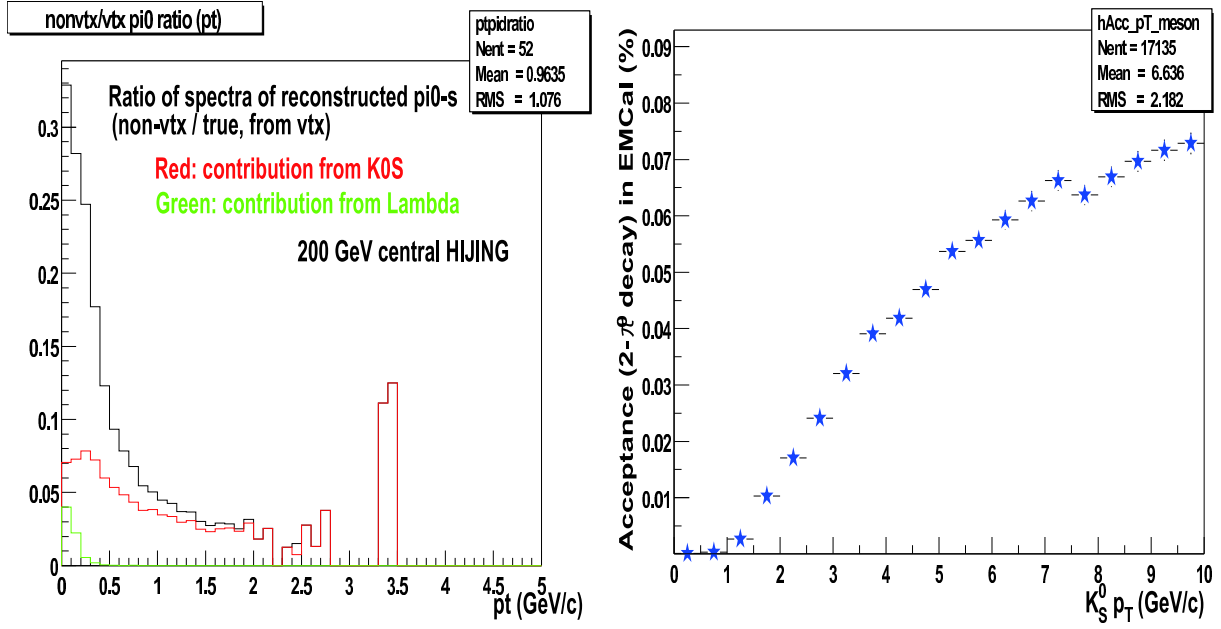 nonvtx/vtx pi0 ratio (pt)
ptpidratio
Nent = 52
Mean = 0.9635
RMS = 1.076
Ratio of spectra of reconstructed pi0-s
(non-vtx / true, from vtx)
Red: contribution from K0S
Green: contribution from Lambda
200 GeV central HIJING
0.3
0.25
0.2
0.15
0.1
0.05
0
0 0.5 1 1.5 2 2.5 3 3.5 4 4.5 5
pt (GeV/c)
hAcc_pT_meson
Nent = 17135
Mean = 6.636
RMS = 2.182
Acceptance (2-π⁰ decay) in EMCal (%)
0.09
0.08
0.07
0.06
0.05
0.04
0.03
0.02
0.01
0 1 2 3 4 5 6 7 8 9 10
K⁰_S p_T (GeV/c)